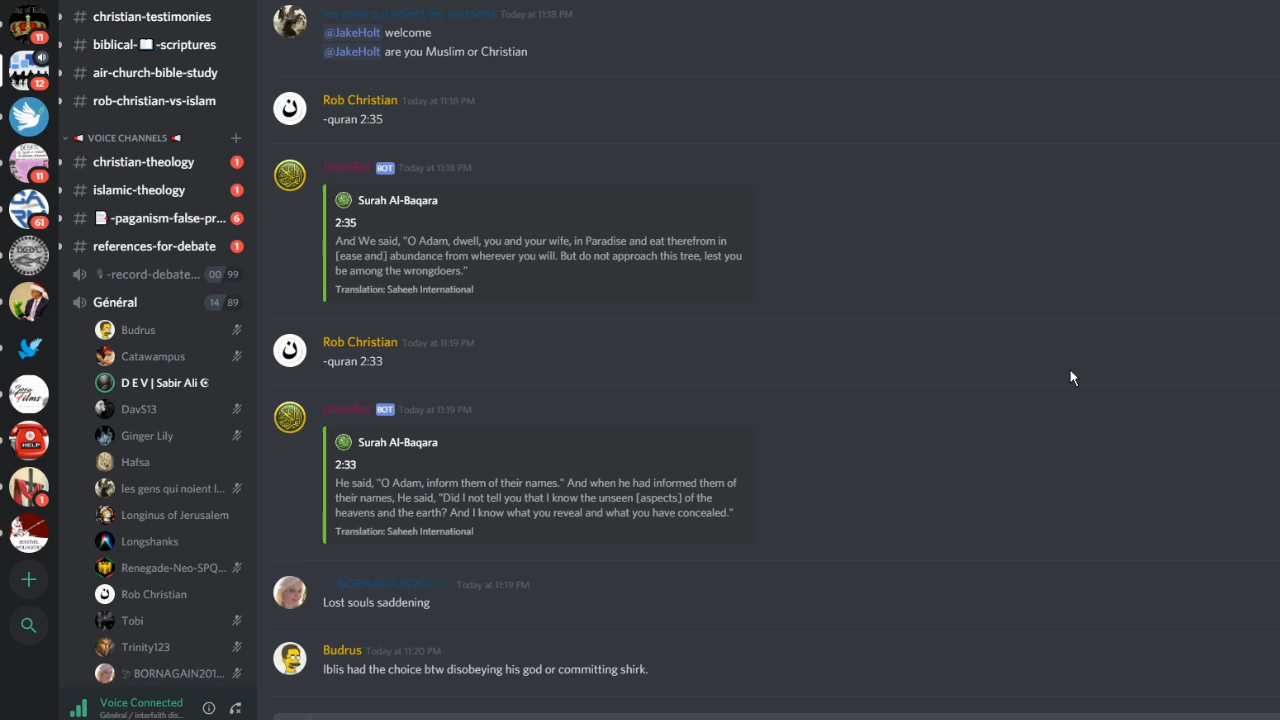 11
12
11
61
HELP
1
# christian-testimonies
# biblical-📖-scriptures
# air-church-bible-study
# rob-christian-vs-islam
VOICE CHANNELS
# christian-theology 1
# islamic-theology 1
# 📑-paganism-false-pr... 6
# references-for-debate 1
-record-debate... 00 99
Général 14 89
Budrus
Catawampus
D E V | Sabir Ali
DavS13
Ginger Lily
Hafsa
les gens qui noient l...
Longinus of Jerusalem
Longshanks
Renegade-Neo-SPQ...
Rob Christian
Tobi
Trinity123
BORNAGAIN201...
Voice Connected
Général / interfaith dis...
les gens qui noient les poissons Today at 11:18 PM
@JakeHolt welcome
@JakeHolt are you Muslim or Christian
Rob Christian Today at 11:18 PM
-quran 2:35
IslamBot BOT Today at 11:18 PM
Surah Al-Baqara
2:35
And We said, "O Adam, dwell, you and your wife, in Paradise and eat therefrom in
[ease and] abundance from wherever you will. But do not approach this tree, lest you
be among the wrongdoers."
Translation: Saheeh International
Rob Christian Today at 11:19 PM
-quran 2:33
IslamBot BOT Today at 11:19 PM
Surah Al-Baqara
2:33
He said, "O Adam, inform them of their names." And when he had informed them of
their names, He said, "Did I not tell you that I know the unseen [aspects] of the
heavens and the earth? And I know what you reveal and what you have concealed."
Translation: Saheeh International
BORNAGAIN2017 Today at 11:19 PM
Lost souls saddening
Budrus Today at 11:20 PM
Iblis had the choice btw disobeying his god or committing shirk.